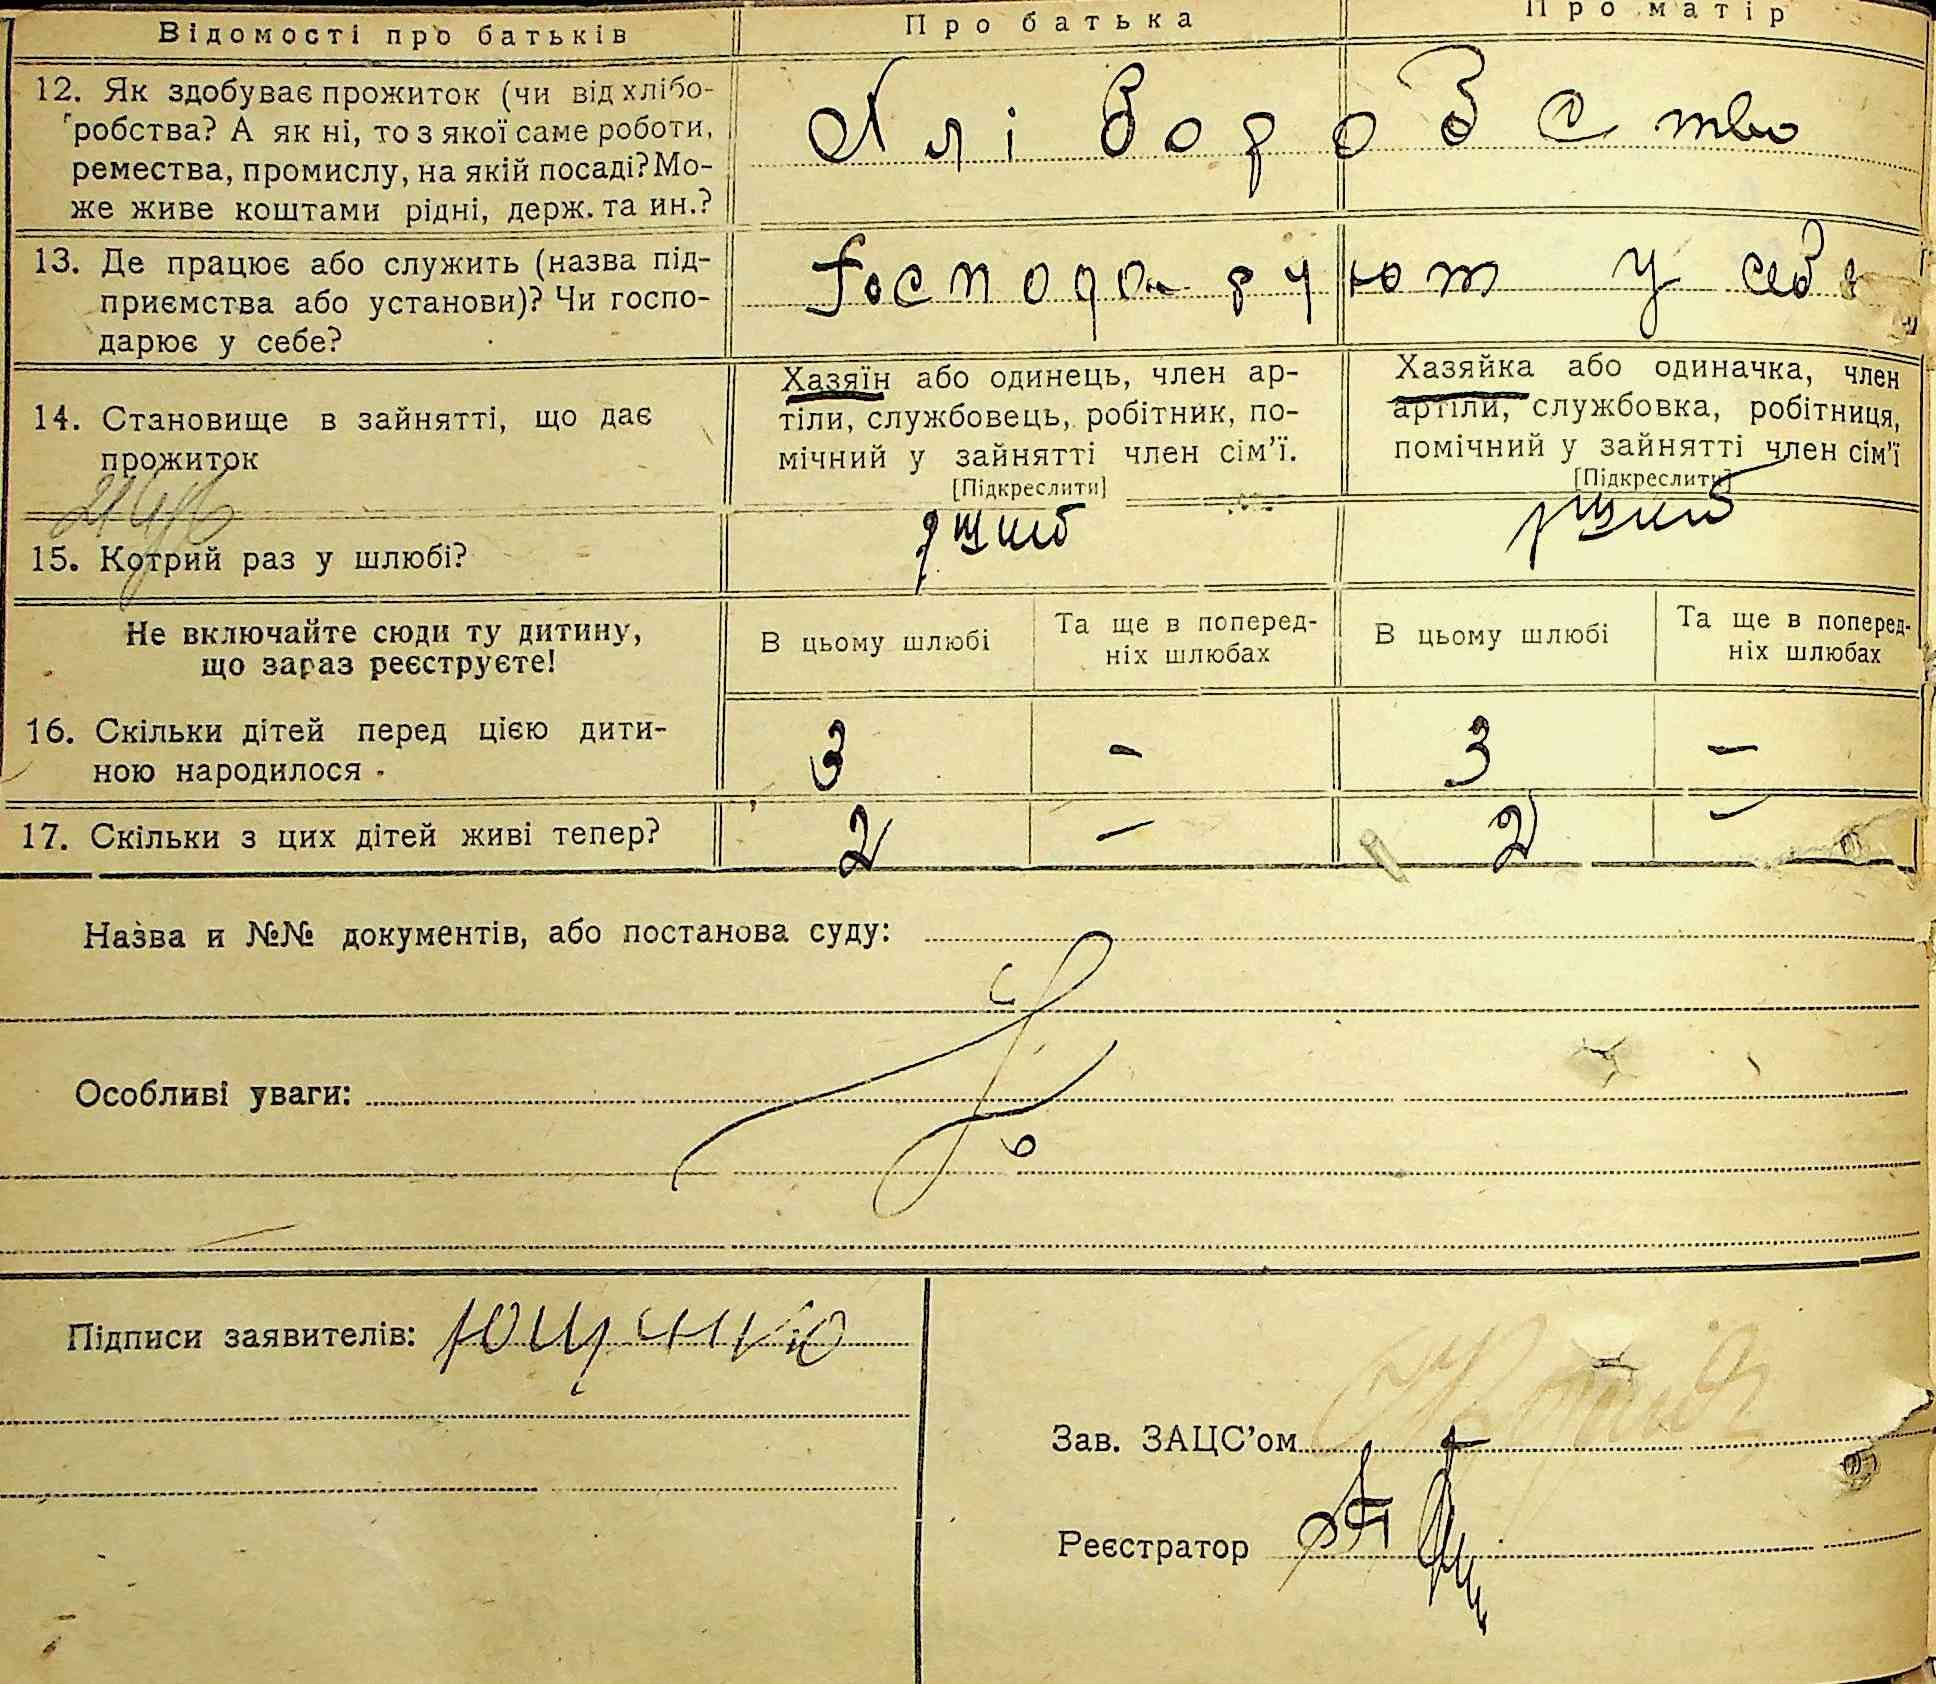 Відомості про батьків
Про батька
Про матір
12. Як здобуває прожиток (чи від хлібо-
робства? А як ні, то з якої саме роботи,
ремества, промислу, на якій посаді? Мо-
же живе коштами рідні, держ. та ин.?
Хліборобство
13. Де працює або служить (назва під-
приємства або установи)? Чи госпо-
дарює у себе?
Господарюют у себе
14. Становище в зайнятті, що дає
прожиток
Хазяїн або одинець, член ар-
тіли, службовець, робітник, по-
мічний у зайнятті член сім'ї.
[Підкреслити]
Хазяйка або одиначка, член
артіли, службовка, робітниця,
помічний у зайнятті член сім'ї
[Підкреслити]
15. Котрий раз у шлюбі?
Не включайте сюди ту дитину,
що зараз реєструєте!
В цьому шлюбі
Та ще в поперед-
ніх шлюбах
В цьому шлюбі
Та ще в поперед-
ніх шлюбах
16. Скільки дітей перед цією дити-
ною народилося
3 - 3 -
17. Скільки з цих дітей живі тепер?
2 - 2 -
Назва и №№ документів, або постанова суду:
Особливі уваги:
Підписи заявителів:
Зав. ЗАЦС'ом
Реєстратор